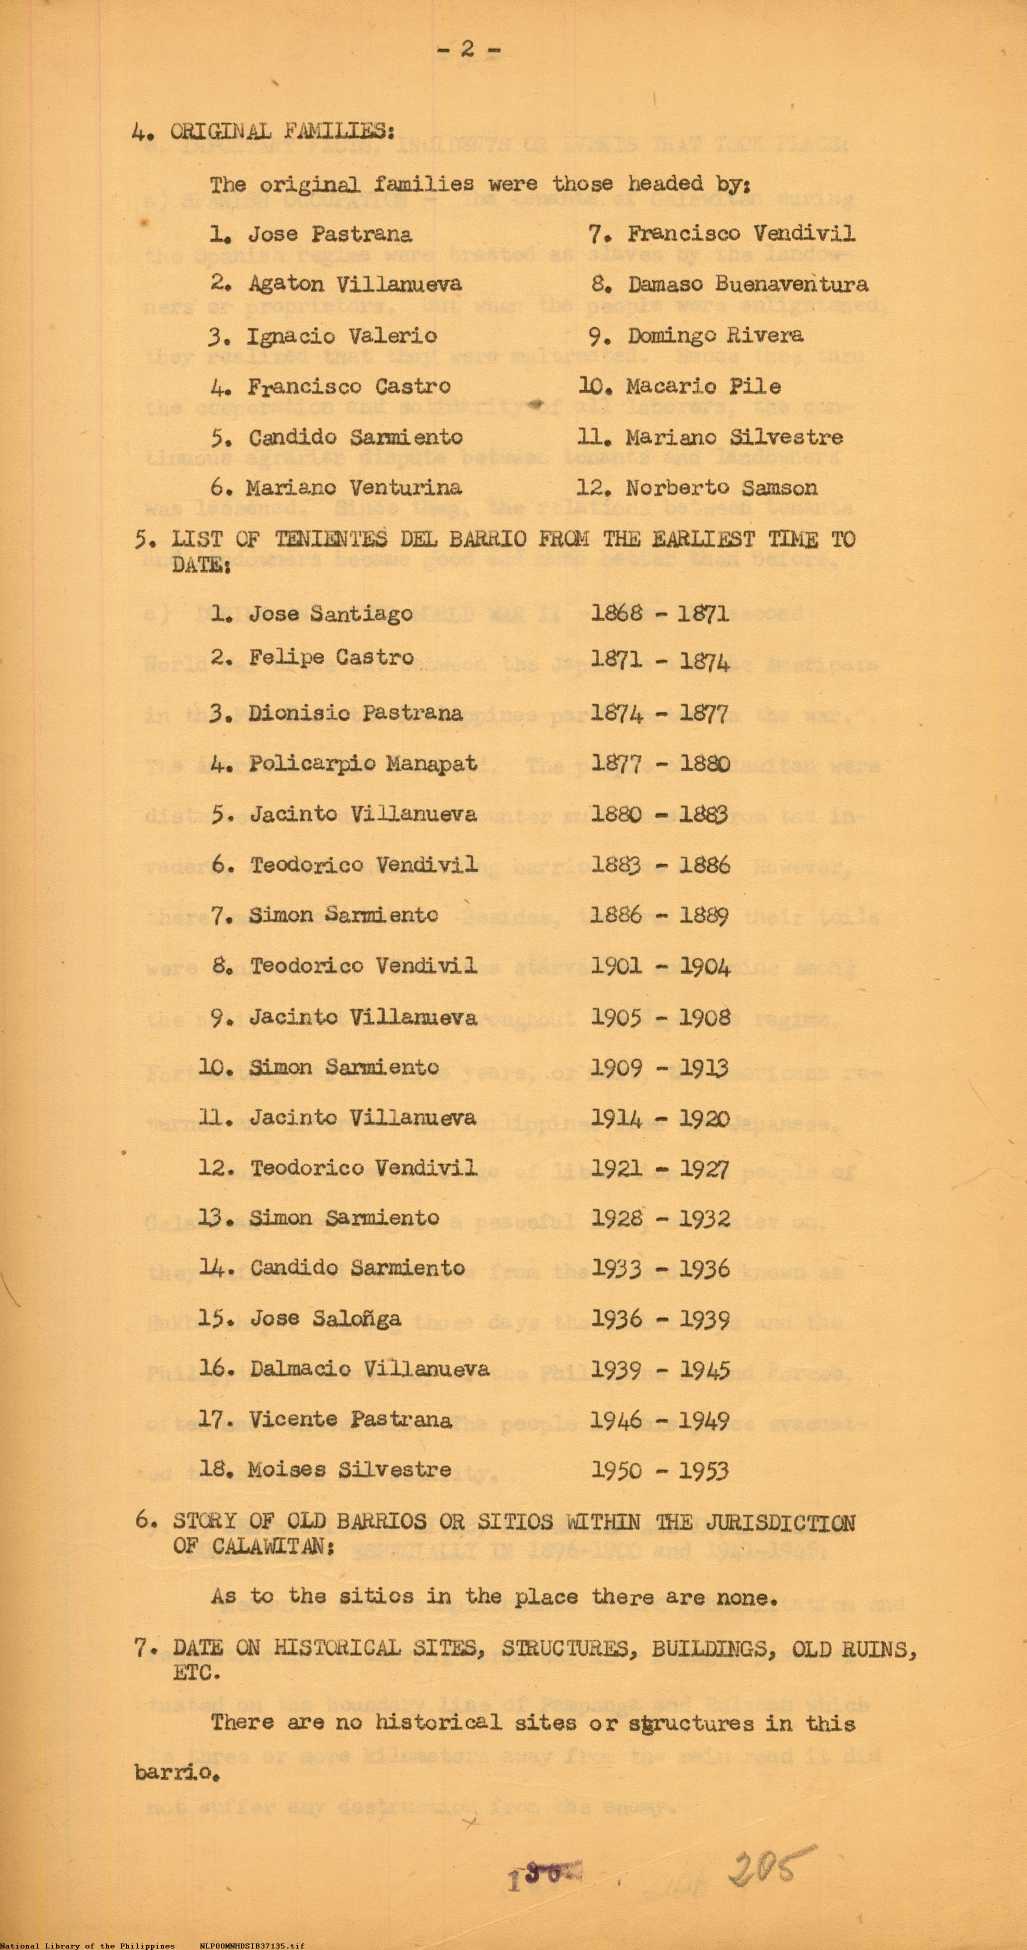 - 2 -
4. ORIGINAL FAMILIES:
The original families were those headed by:
1. Jose Pastrana 7. Francisco Vendivil
2. Agaton Villanueva 8. Damaso Buenaventura
3. Ignacio Valerio 9. Domingo Rivera
4. Francisco Castro 10. Macario Pile
5. Candido Sarmiento 11. Mariano Silvestre
6. Mariano Venturina 12. Norberto Samson
5. LIST OF TENIENTES DEL BARRIO FROM THE EARLIEST TIME TO
DATE:
1. Jose Santiago 1868 - 1871
2. Felipe Castro 1871 - 1874
3. Dionisio Pastrana 1874 - 1877
4. Policarpio Manapat 1877 - 1880
5. Jacinto Villanueva 1880 - 1883
6. Teodorico Vendivil 1883 - 1886
7. Simon Sarmiento 1886 - 1889
8. Teodorico Vendivil 1901 - 1904
9. Jacinto Villanueva 1905 - 1908
10. Simon Sarmiento 1909 - 1913
11. Jacinto Villanueva 1914 - 1920
12. Teodorico Vendivil 1921 - 1927
13. Simon Sarmiento 1928 - 1932
14. Candido Sarmiento 1933 - 1936
15. Jose Saloñga 1936 - 1939
16. Dalmacio Villanueva 1939 - 1945
17. Vicente Pastrana 1946 - 1949
18. Moises Silvestre 1950 - 1953
6. STORY OF OLD BARRIOS OR SITIOS WITHIN THE JURISDICTION
OF CALAWITAN:
As to the sitios in the place there are none.
7. DATE ON HISTORICAL SITES, STRUCTURES, BUILDINGS, OLD RUINS,
ETC.
There are no historical sites or structures in this
barrio.
205
National Library of the Philippines NLPOOMNHDSIB37135.tif